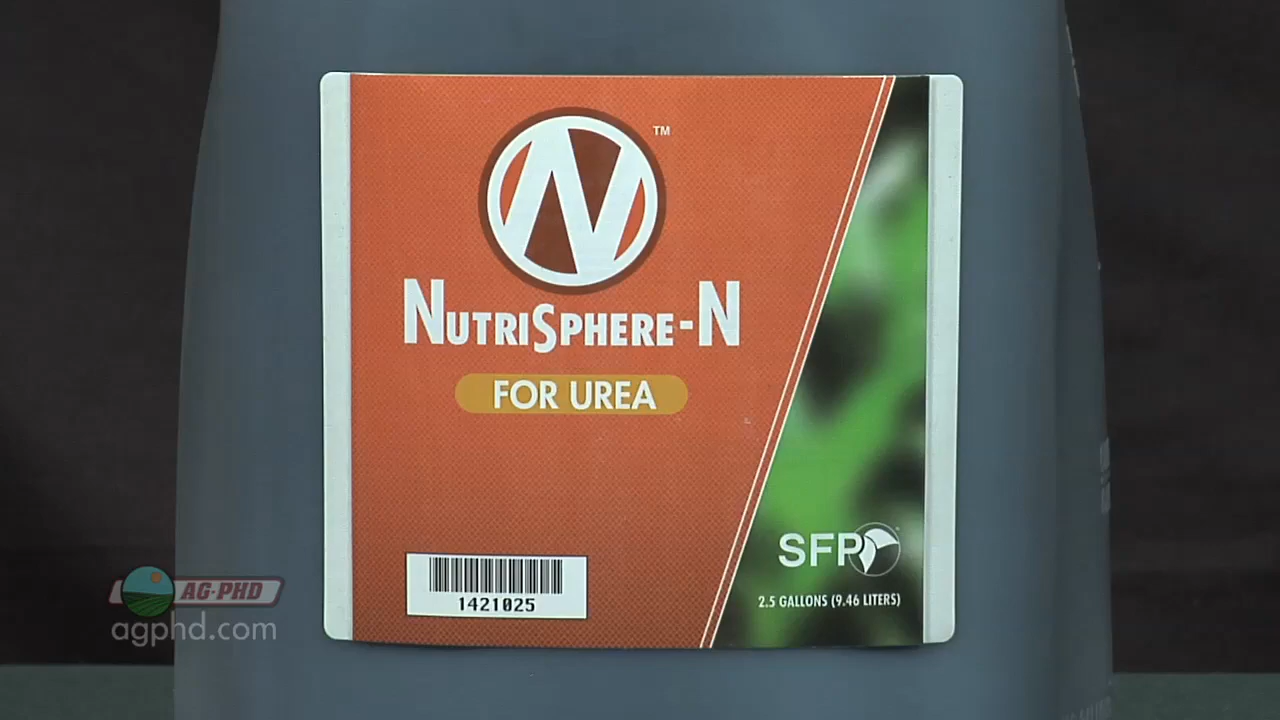 N
TM
NUTRISPHERE-N
FOR UREA
SFP
2.5 GALLONS (9.46 LITERS)
1421025
AG-PHD
agphd.com